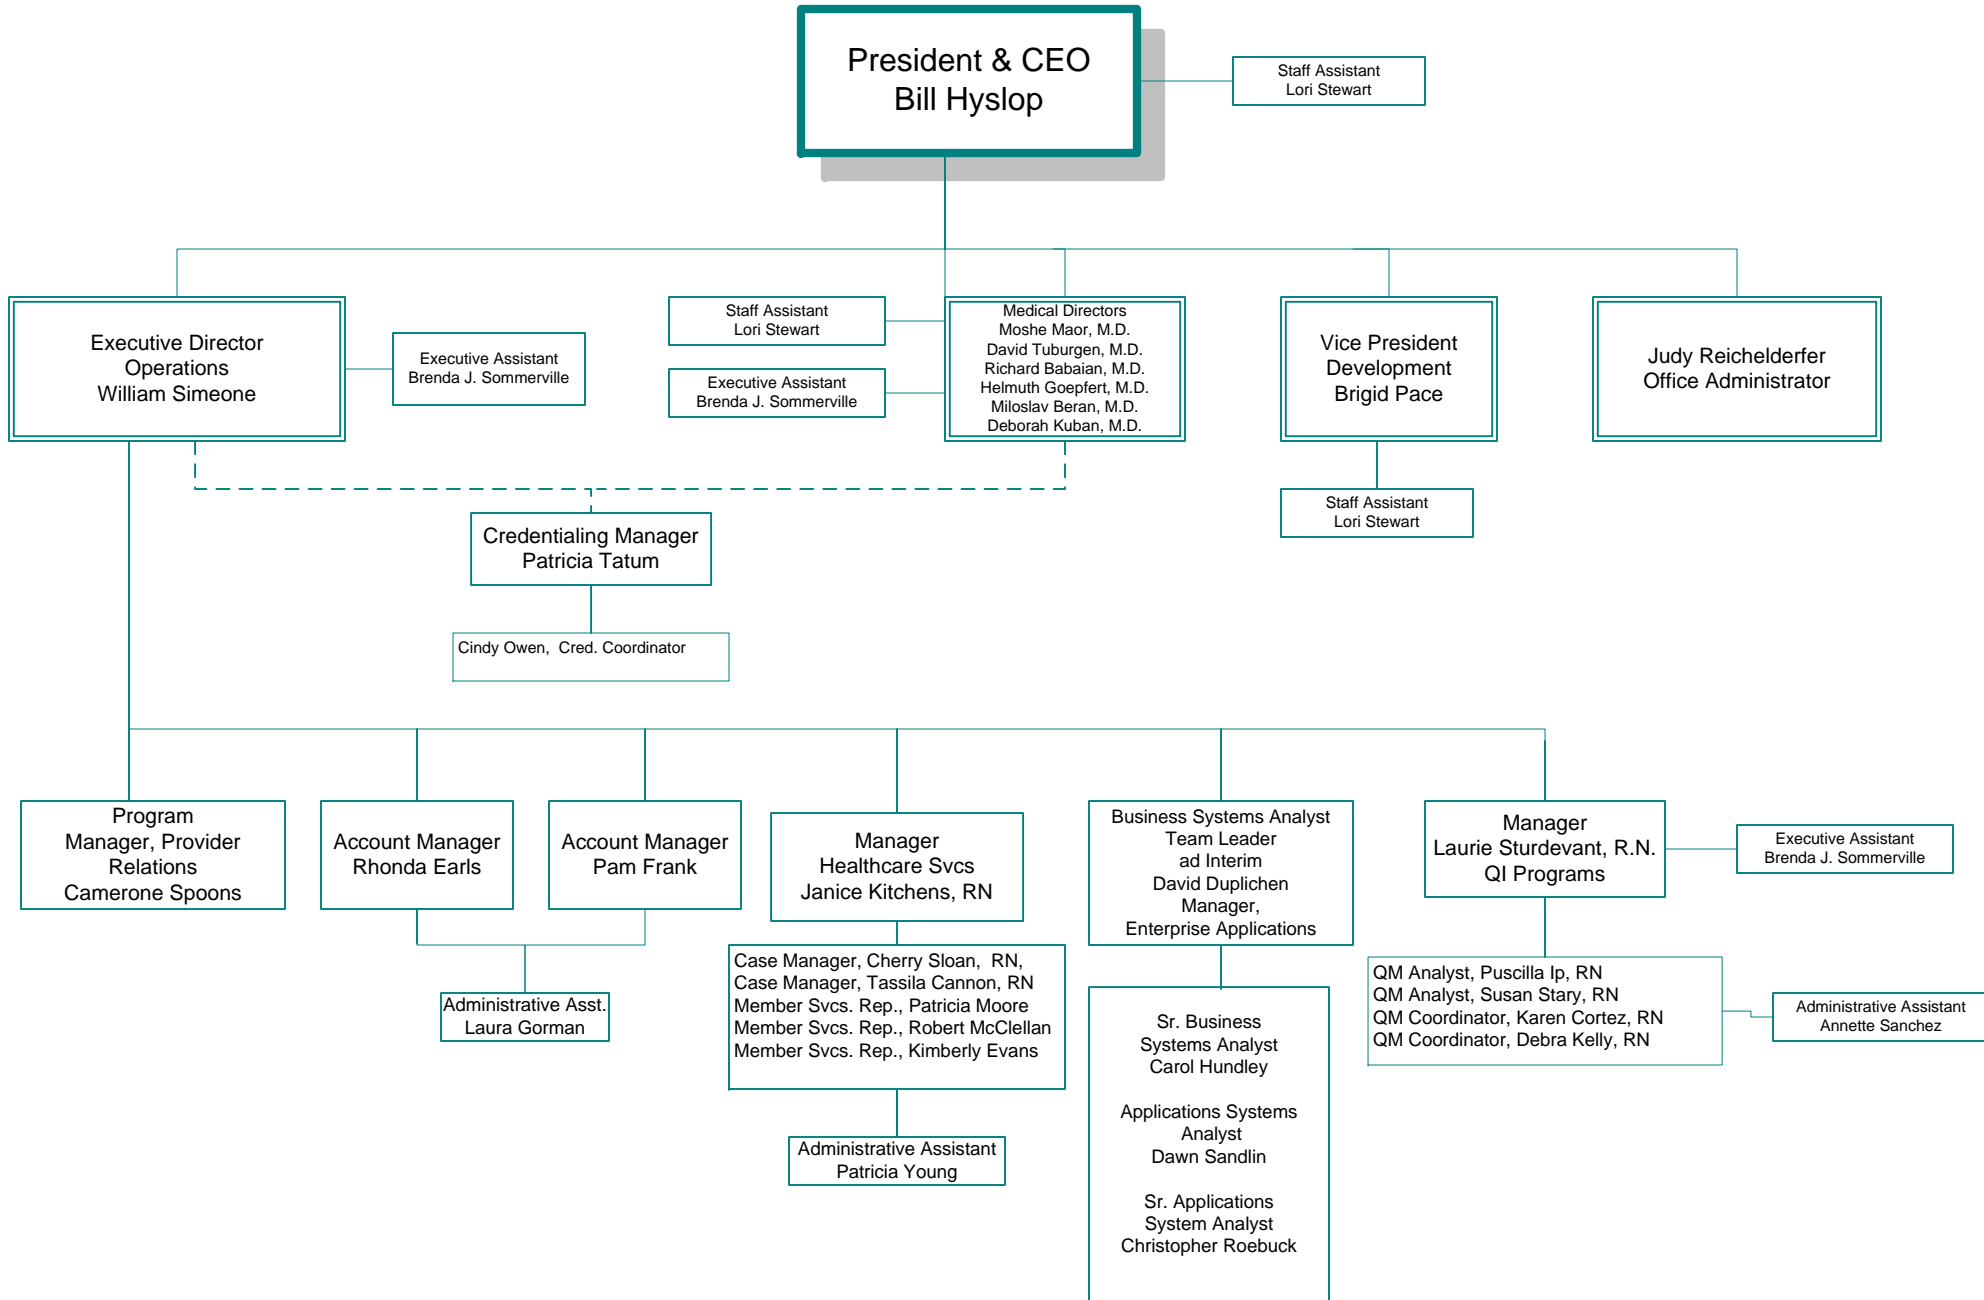 President & CEO
Bill Hyslop
Staff Assistant
Lori Stewart
Executive Director
Operations
William Simeone
Executive Assistant
Brenda J. Sommerville
Staff Assistant
Lori Stewart
Executive Assistant
Brenda J. Sommerville
Medical Directors
Moshe Maor, M.D.
David Tuburgen, M.D.
Richard Babaian, M.D.
Helmuth Goepfert, M.D.
Miloslav Beran, M.D.
Deborah Kuban, M.D.
Vice President
Development
Brigid Pace
Judy Reichelderfer
Office Administrator
Staff Assistant
Lori Stewart
Credentialing Manager
Patricia Tatum
Cindy Owen, Cred. Coordinator
Program
Manager, Provider
Relations
Camerone Spoons
Account Manager
Rhonda Earls
Account Manager
Pam Frank
Administrative Asst.
Laura Gorman
Manager
Healthcare Svcs
Janice Kitchens, RN
Case Manager, Cherry Sloan, RN,
Case Manager, Tassila Cannon, RN
Member Svcs. Rep., Patricia Moore
Member Svcs. Rep., Robert McClellan
Member Svcs. Rep., Kimberly Evans
Administrative Assistant
Patricia Young
Business Systems Analyst
Team Leader
ad Interim
David Duplichen
Manager,
Enterprise Applications
Sr. Business
Systems Analyst
Carol Hundley
Applications Systems
Analyst
Dawn Sandlin
Sr. Applications
System Analyst
Christopher Roebuck
Manager
Laurie Sturdevant, R.N.
QI Programs
Executive Assistant
Brenda J. Sommerville
QM Analyst, Puscilla Ip, RN
QM Analyst, Susan Stary, RN
QM Coordinator, Karen Cortez, RN
QM Coordinator, Debra Kelly, RN
Administrative Assistant
Annette Sanchez